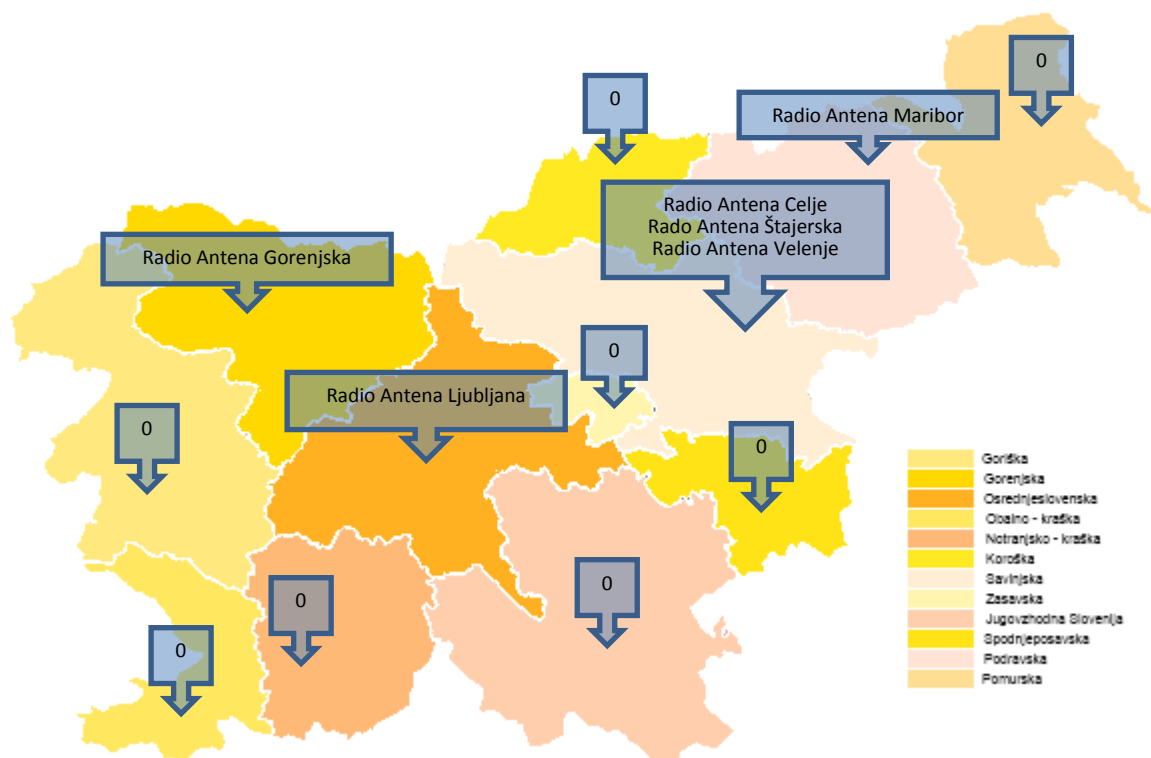 0
0
Radio Antena Maribor
Radio Antena Celje
Rado Antena Štajerska
Radio Antena Velenje
Radio Antena Gorenjska
0
Radio Antena Ljubljana
0
0
0
0
0
Goriška
Gorenjska
Osrednjeslovenska
Obalno - kraška
Notranjsko - kraška
Koroška
Savinjska
Zasavska
Jugovzhodna Slovenija
Spodnjeposavska
Podravska
Pomurska